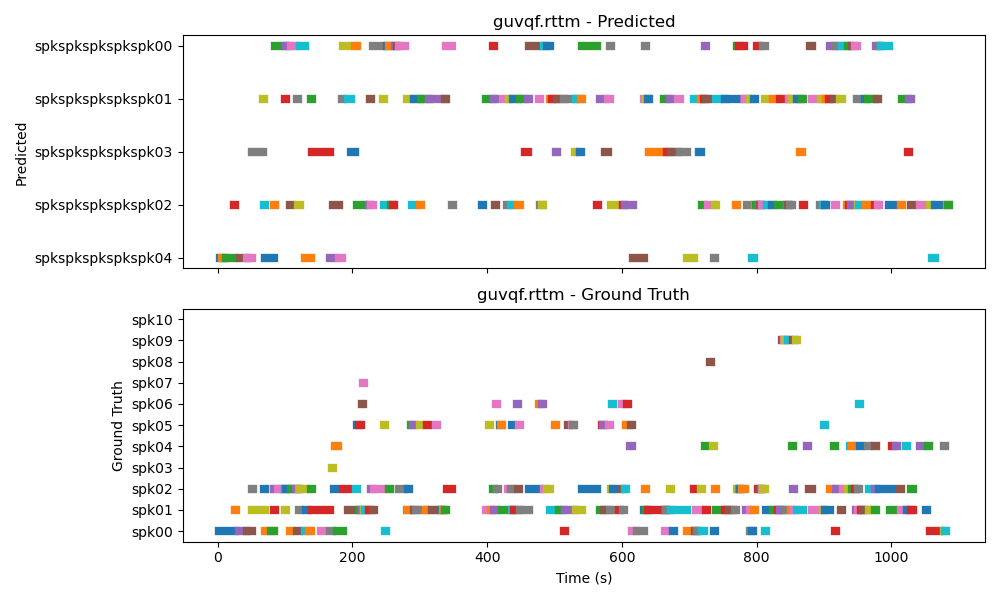 guvqf.rttm - Predicted
spkspkspkspkspk00
spkspkspkspkspk01
spkspkspkspkspk03
spkspkspkspkspk02
spkspkspkspkspk04
Predicted
guvqf.rttm - Ground Truth
spk10
spk09
spk08
spk07
spk06
spk05
spk04
spk03
spk02
spk01
spk00
Ground Truth
0 200 400 600 800 1000
Time (s)